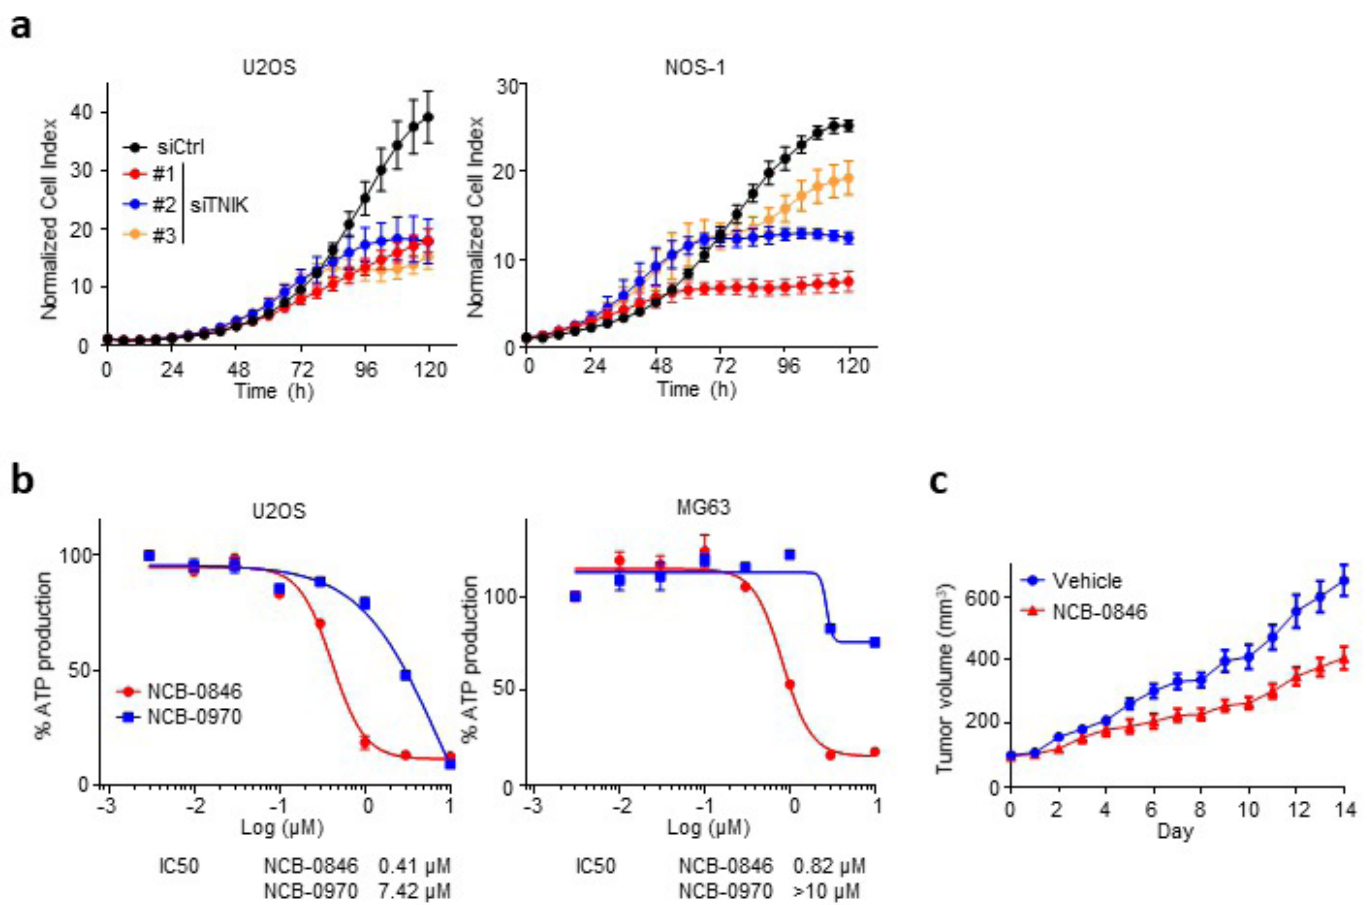 a
U2OS
NOS-1
Normalized Cell Index
40
30
20
10
0
siCtrl
#1
#2
#3
siTNIK
0 24 48 72 96 120
Time (h)
Normalized Cell Index
30
20
10
0
0 24 48 72 96 120
Time (h)
b
U2OS
% ATP production
100
50
0
NCB-0846
NCB-0970
-3 -2 -1 0 1
Log (µM)
IC50 NCB-0846 0.41 µM
NCB-0970 7.42 µM
MG63
% ATP production
100
50
0
-3 -2 -1 0 1
Log (µM)
IC50 NCB-0846 0.82 µM
NCB-0970 >10 µM
c
Tumor volume (mm³)
600
400
200
0
Vehicle
NCB-0846
0 2 4 6 8 10 12 14
Day